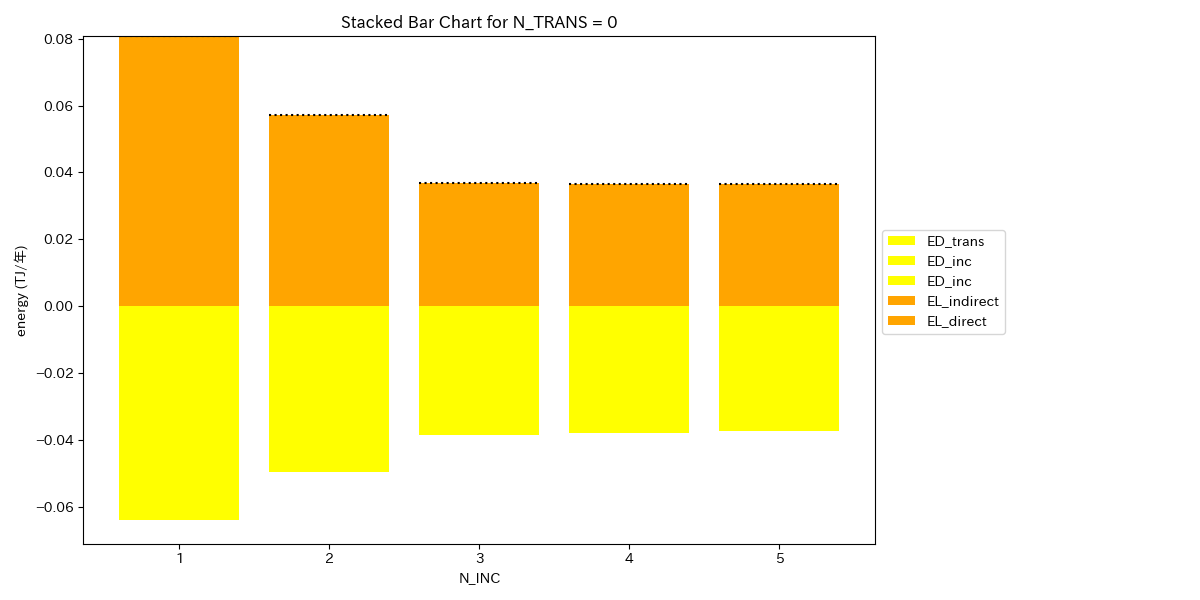 Stacked Bar Chart for N_TRANS = 0
0.08
0.06
0.04
0.02
0.00
−0.02
−0.04
−0.06
energy (TJ/年)
1
2
3
4
5
N_INC
ED_trans
ED_inc
ED_inc
EL_indirect
EL_direct